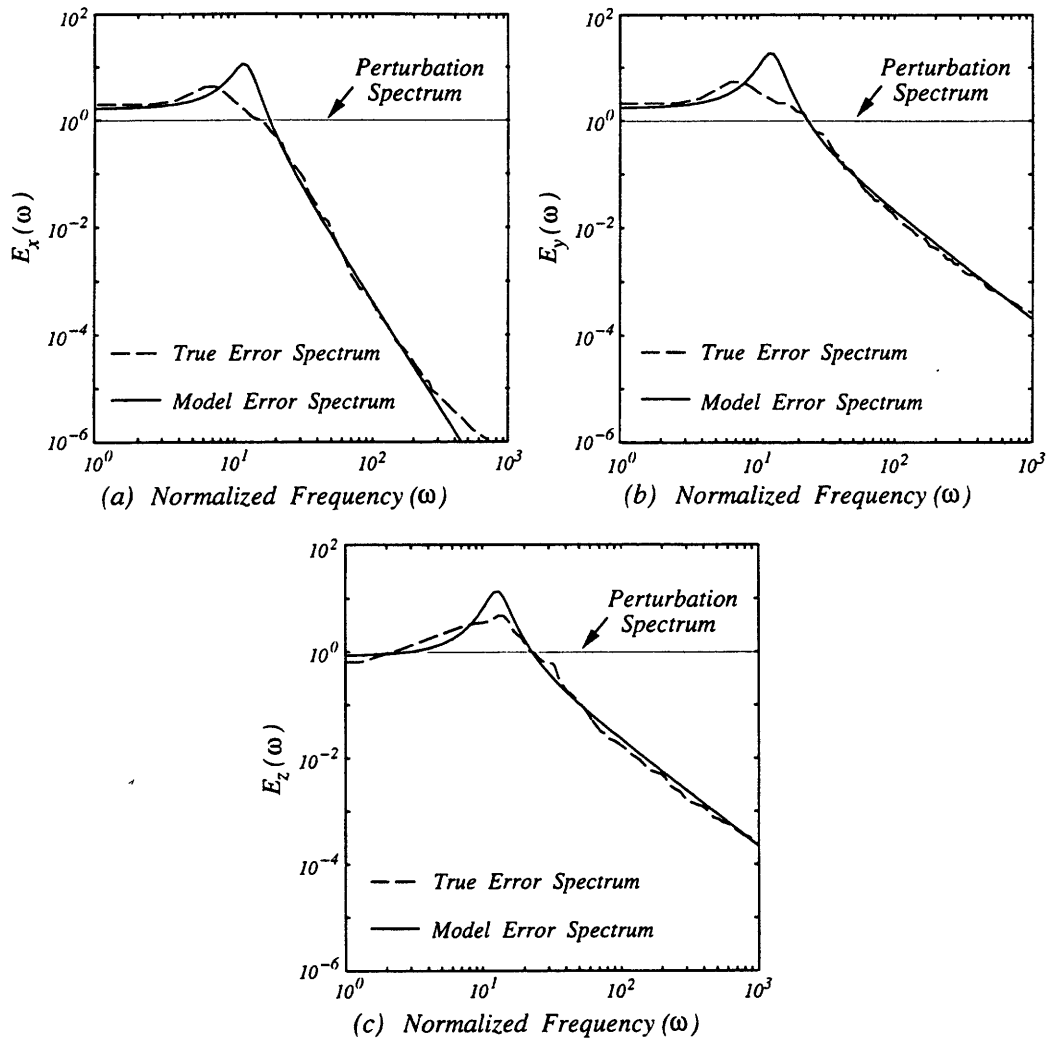 10^2
10^0
10^-2
10^-4
10^-6
E_x(ω)
Perturbation
Spectrum
True Error Spectrum
Model Error Spectrum
10^0
10^1
10^2
10^3
(a) Normalized Frequency (ω)
10^2
10^0
10^-2
10^-4
10^-6
E_y(ω)
Perturbation
Spectrum
True Error Spectrum
Model Error Spectrum
10^0
10^1
10^2
10^3
(b) Normalized Frequency (ω)
10^2
10^0
10^-2
10^-4
10^-6
E_z(ω)
Perturbation
Spectrum
True Error Spectrum
Model Error Spectrum
10^0
10^1
10^2
10^3
(c) Normalized Frequency (ω)